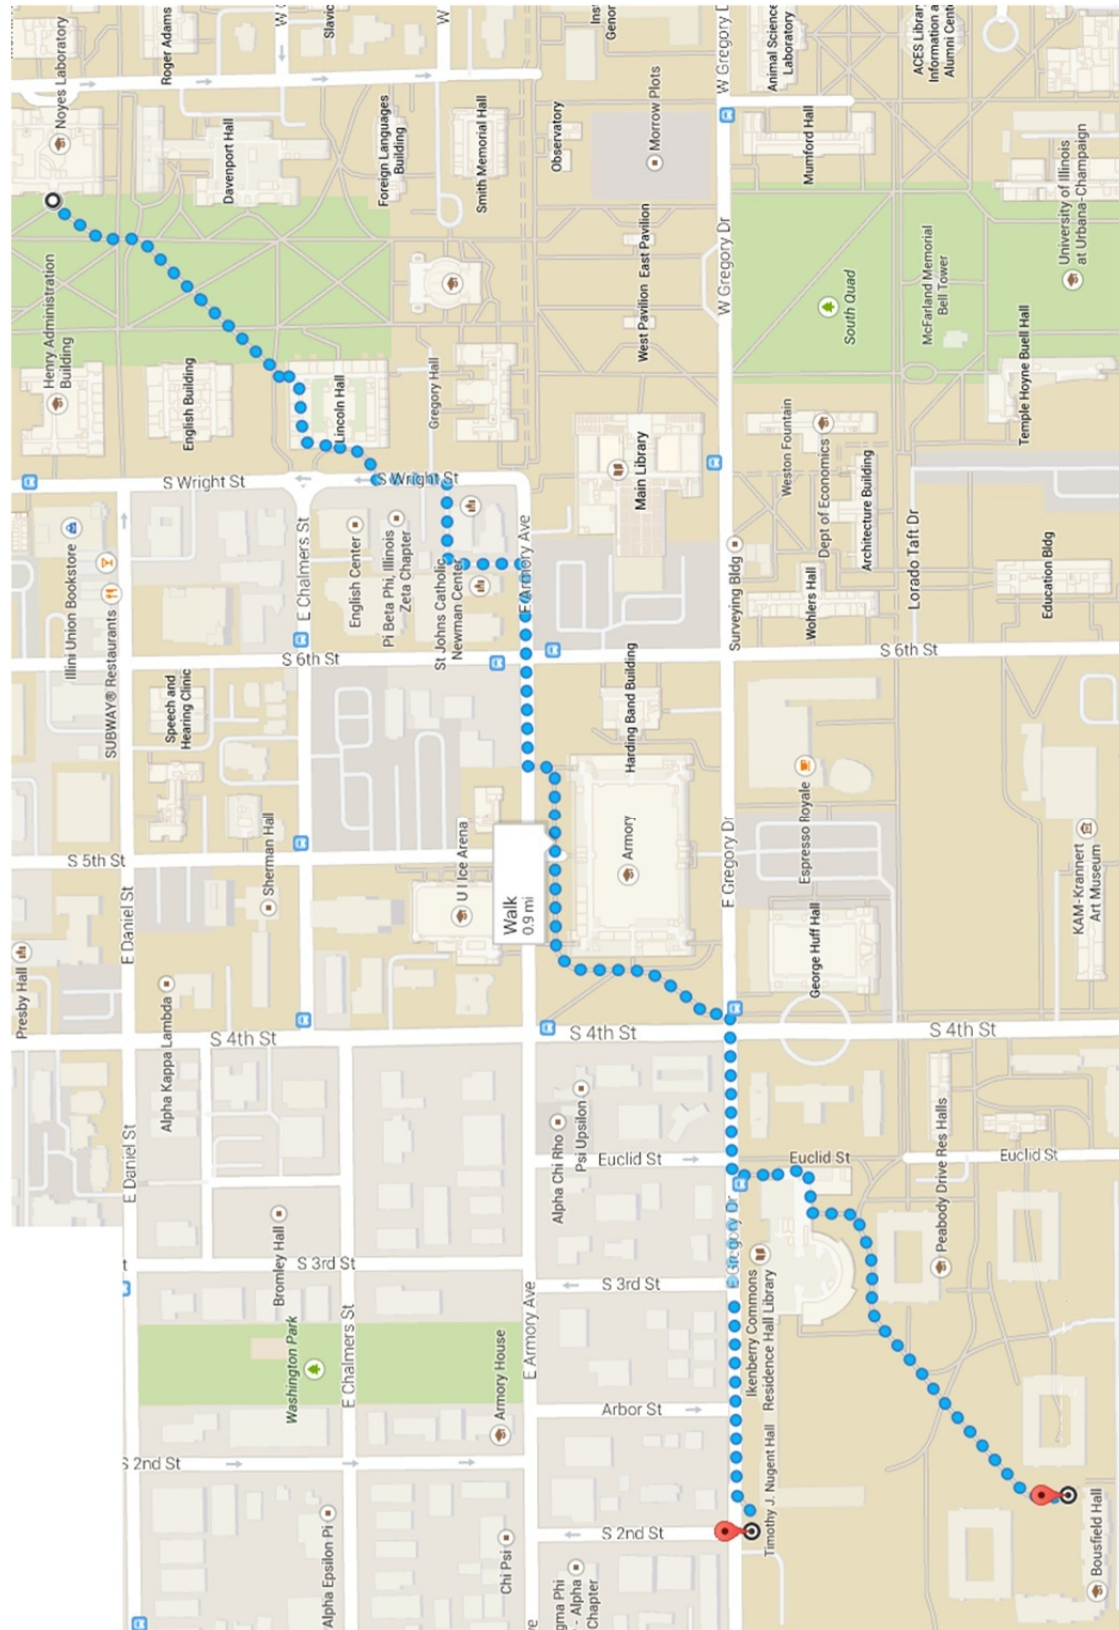 Noyes Laboratory
Roger Adams
W
Slavic
W
Genor
W Gregory D
Animal Science
Laboratory
ACES Librar
Information a
Alumni Cent
Davenport Hall
Foreign Languages
Building
Smith Memorial Hall
Observatory
Morrow Plots
Mumford Hall
University of Illinois
at Urbana-Champaign
Henry Administration
Building
English Building
Lincoln Hall
Gregory Hall
West Pavilion
East Pavilion
W Gregory Dr
South Quad
McFarland Memorial
Bell Tower
Temple Hoyne Buell Hall
S Wright St
S Wright St
Main Library
Weston Fountain
Dept of Economics
Architecture Building
Lorado Taft Dr
Illini Union Bookstore
SUBWAY® Restaurants
E Chalmers St
English Center
Pi Beta Phi, Illinois
Zeta Chapter
St Johns Catholic
Newman Center
E Armory Ave
Surveying Bldg
Wohlers Hall
Education Bldg
S 6th St
S 6th St
Speech and
Hearing Clinic
Harding Band Building
Espresso Royale
Sherman Hall
U I Ice Arena
Walk
0.9 mi
Armory
E Gregory Dr
KAM-Krannert
Art Museum
S 5th St
E Daniel St
Presby Hall
Alpha Kappa Lambda
George Huff Hall
S 4th St
S 4th St
S 4th St
E Daniel St
Alpha Chi Rho
Psi Upsilon
Euclid St
Euclid St
Euclid St
Peabody Drive Res Halls
Bromley Hall
S 3rd St
S 3rd St
E Gregory Dr
Ikenberry Commons
Residence Hall Library
Washington Park
E Chalmers St
Armory House
E Armory Ave
Arbor St
S 2nd St
S 2nd St
Timothy J. Nugent Hall
Alpha Epsilon Pi
Chi Psi
gma Phi
- Alpha
Chapter
Bousfield Hall